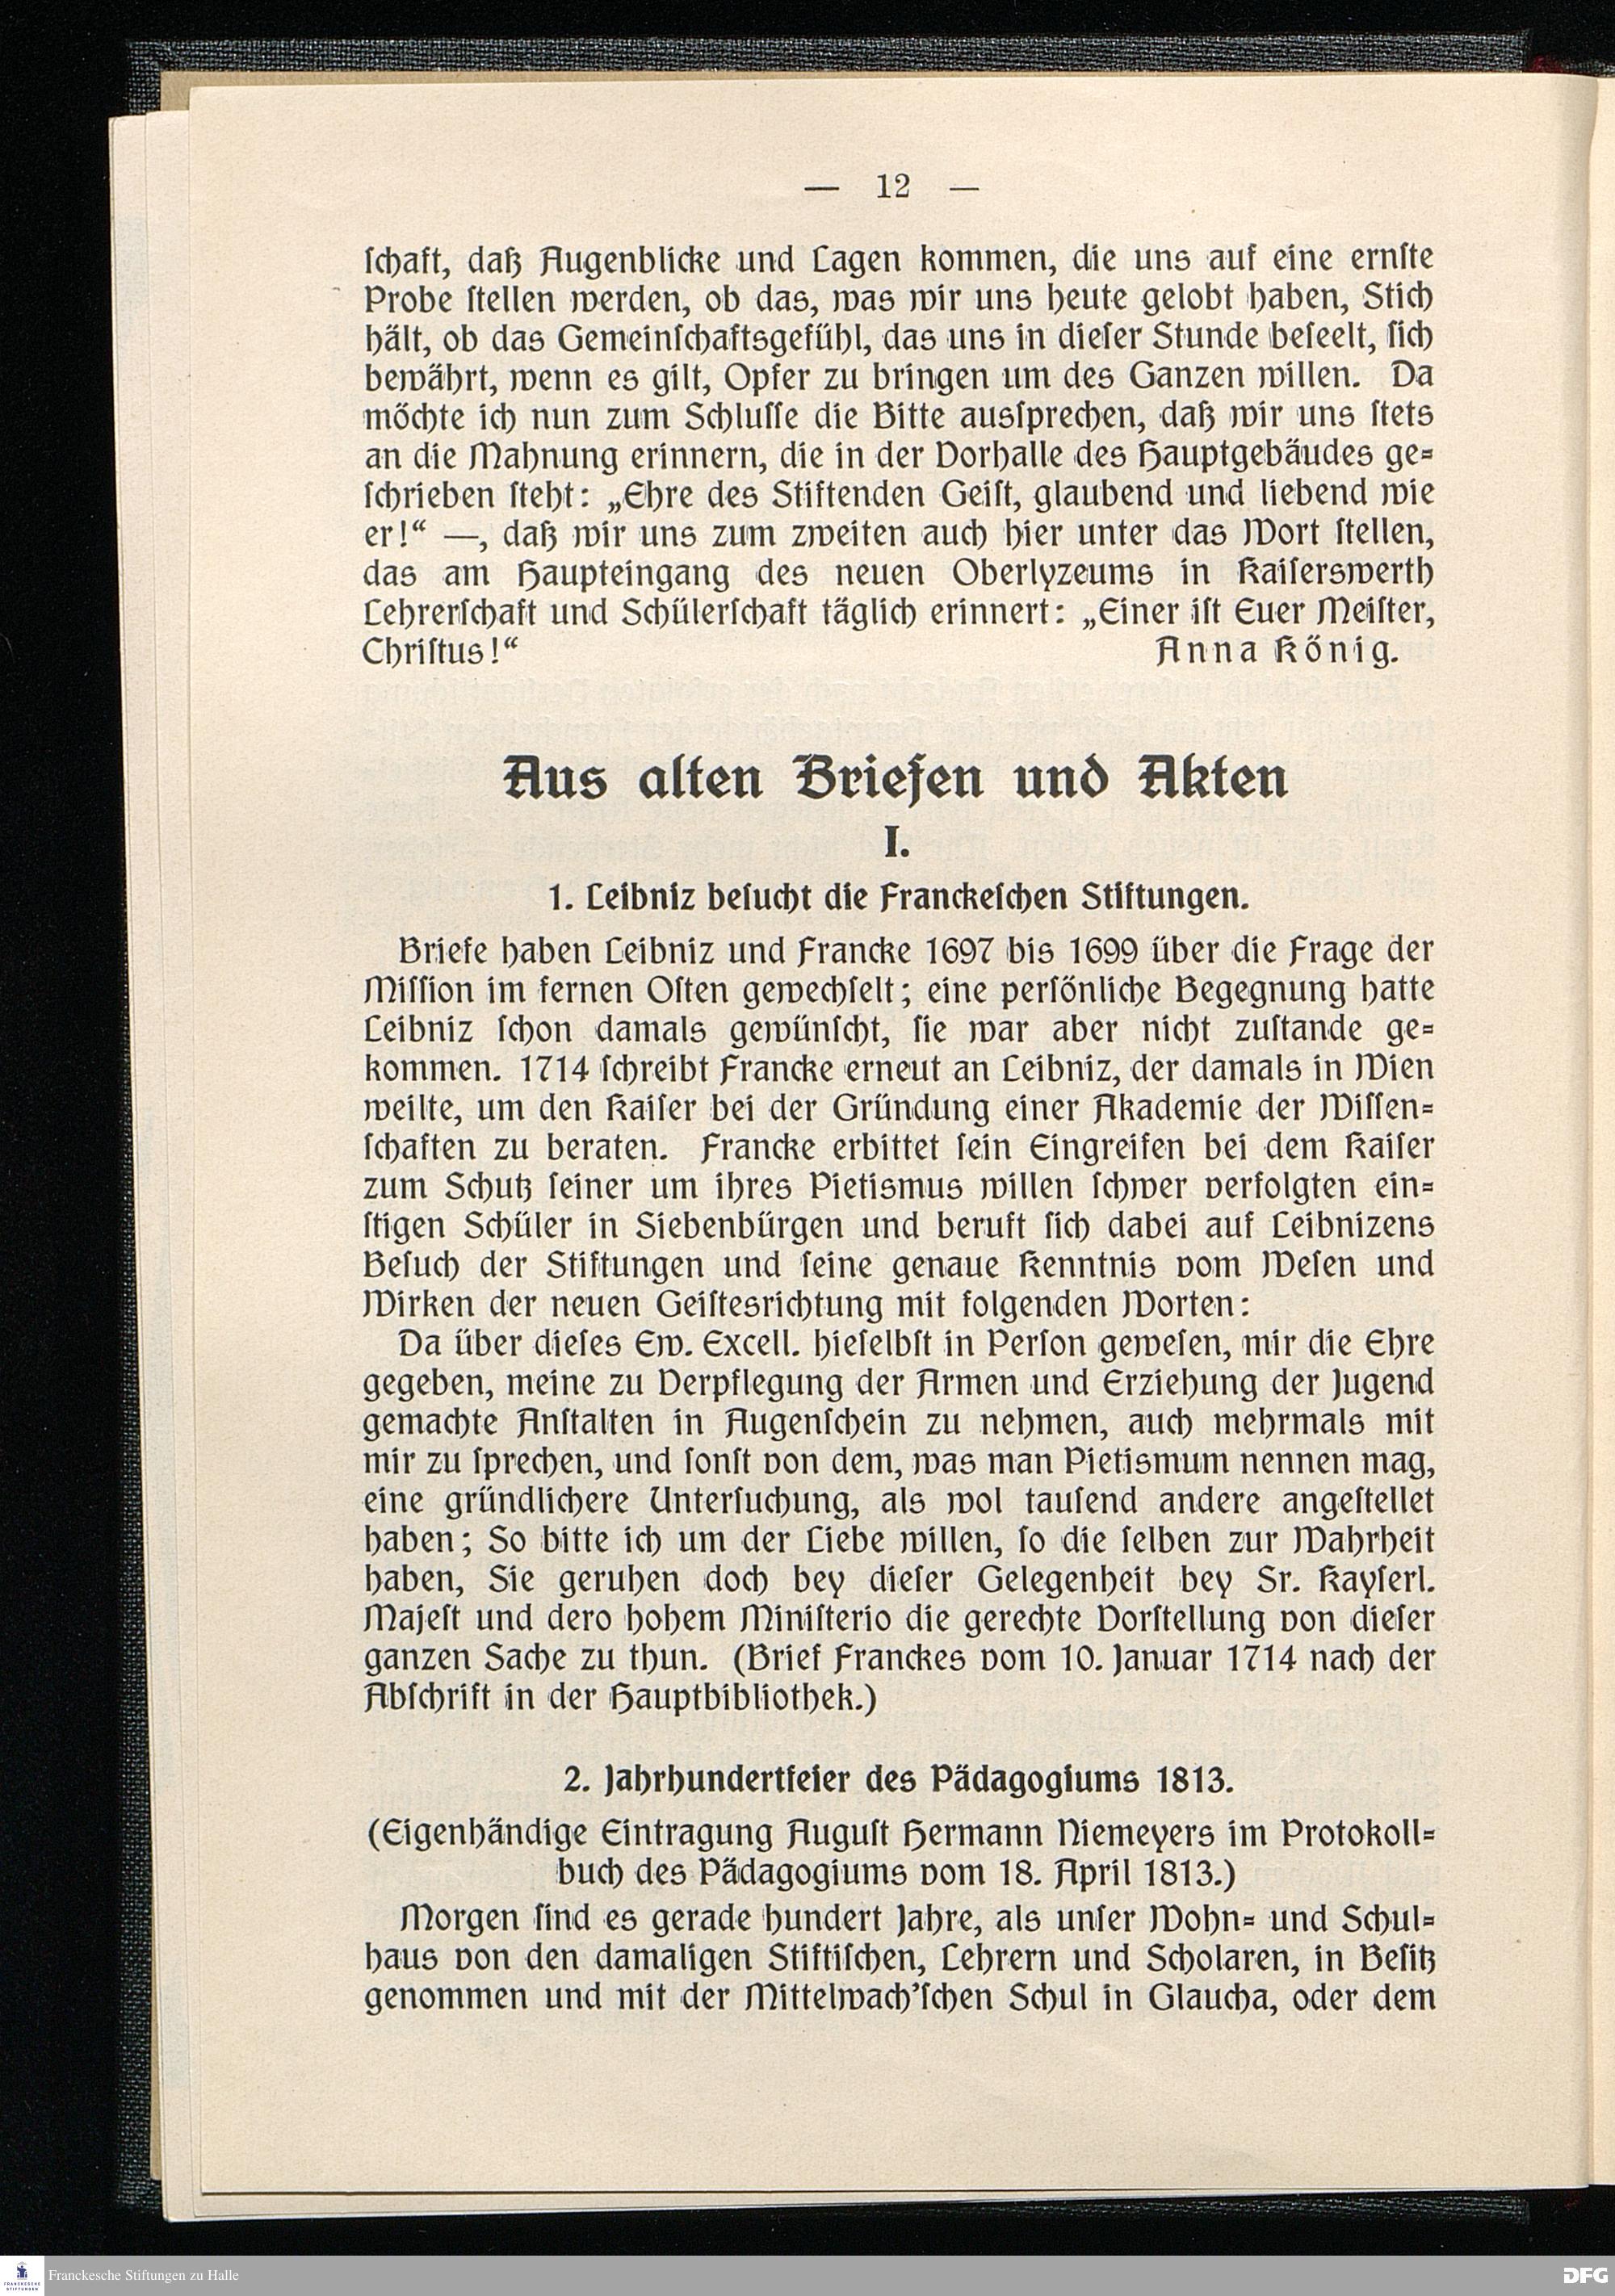 — 12 —
ſchaft, daß Augenblicke und Lagen kommen, die uns auf eine ernſte
Probe ſtellen werden, ob das, was wir uns heute gelobt haben, Stich
hält, ob das Gemeinſchaftsgefühl, das uns in dieſer Stunde beſeelt, ſich
bewährt, wenn es gilt, Opfer zu bringen um des Ganzen willen. Da
möchte ich nun zum Schluſſe die Bitte ausſprechen, daß wir uns ſtets
an die Mahnung erinnern, die in der Vorhalle des Hauptgebäudes ge-
ſchrieben ſteht: „Ehre des Stiftenden Geiſt, glaubend und liebend wie
er!“ —, daß wir uns zum zweiten auch hier unter das Wort ſtellen,
das am Haupteingang des neuen Oberlyzeums in Kaiſerswerth
Lehrerſchaft und Schülerſchaft täglich erinnert: „Einer iſt Euer Meiſter,
Chriſtus!“ Anna König.
Aus alten Briefen und Akten
I.
1. Leibniz beſucht die Franckeſchen Stiftungen.
Briefe haben Leibniz und Francke 1697 bis 1699 über die Frage der
Miſſion im fernen Oſten gewechſelt; eine perſönliche Begegnung hatte
Leibniz ſchon damals gewünſcht, ſie war aber nicht zuſtande ge-
kommen. 1714 ſchreibt Francke erneut an Leibniz, der damals in Wien
weilte, um den Kaiſer bei der Gründung einer Akademie der Wiſſen-
ſchaften zu beraten. Francke erbittet ſein Eingreifen bei dem Kaiſer
zum Schutz ſeiner um ihres Pietismus willen ſchwer verfolgten ein-
ſtigen Schüler in Siebenbürgen und beruft ſich dabei auf Leibnizens
Beſuch der Stiftungen und ſeine genaue Kenntnis vom Weſen und
Wirken der neuen Geiſtesrichtung mit folgenden Worten:
Da über dieſes Ew. Excell. hieſelbſt in Perſon geweſen, mir die Ehre
gegeben, meine zu Verpflegung der Armen und Erziehung der Jugend
gemachte Anſtalten in Augenſchein zu nehmen, auch mehrmals mit
mir zu ſprechen, und ſonſt von dem, was man Pietismum nennen mag,
eine gründlichere Unterſuchung, als wol tauſend andere angeſtellet
haben; So bitte ich um der Liebe willen, ſo die ſelben zur Wahrheit
haben, Sie geruhen doch bey dieſer Gelegenheit bey Sr. Kayſerl.
Majeſt und dero hohem Miniſterio die gerechte Vorſtellung von dieſer
ganzen Sache zu thun. (Brief Franckes vom 10. Januar 1714 nach der
Abſchrift in der Hauptbibliothek.)
2. Jahrhundertfeier des Pädagogiums 1813.
(Eigenhändige Eintragung Auguſt Hermann Niemeyers im Protokoll-
buch des Pädagogiums vom 18. April 1813.)
Morgen ſind es gerade hundert Jahre, als unſer Wohn- und Schul-
haus von den damaligen Stiftiſchen, Lehrern und Scholaren, in Beſitz
genommen und mit der Mittelwach'ſchen Schul in Glaucha, oder dem
FRANCKESCHE
STIFTUNGEN
Franckesche Stiftungen zu Halle
DFG